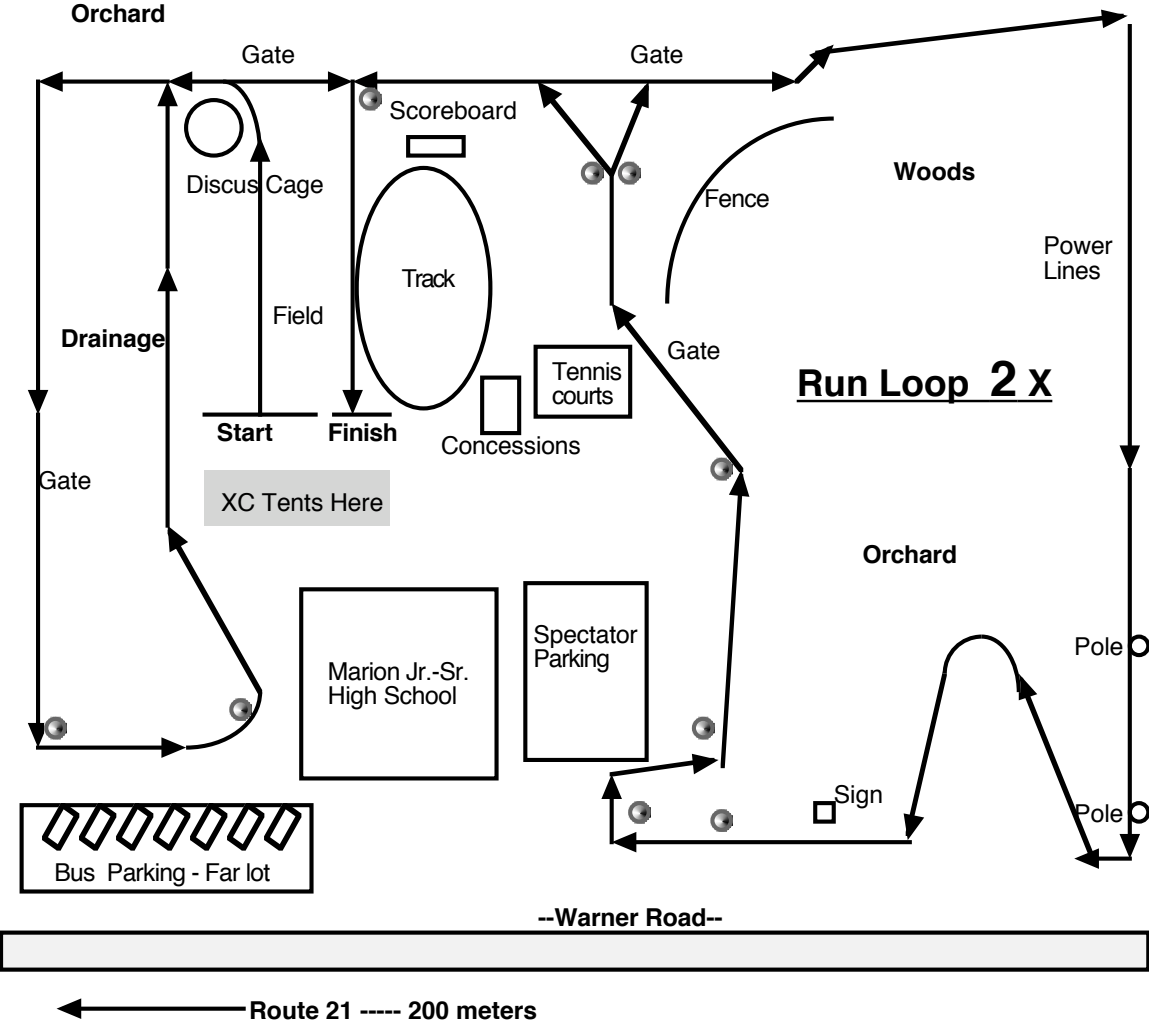 Orchard
Gate
Gate
Scoreboard
Discus Cage
Woods
Fence
Power
Lines
Track
Field
Drainage
Gate
Tennis
courts
Run Loop 2 X
Start
Finish
Concessions
Gate
XC Tents Here
Orchard
Spectator
Parking
Pole
Marion Jr.-Sr.
High School
Sign
Pole
Bus Parking - Far lot
--Warner Road--
Route 21 ----- 200 meters